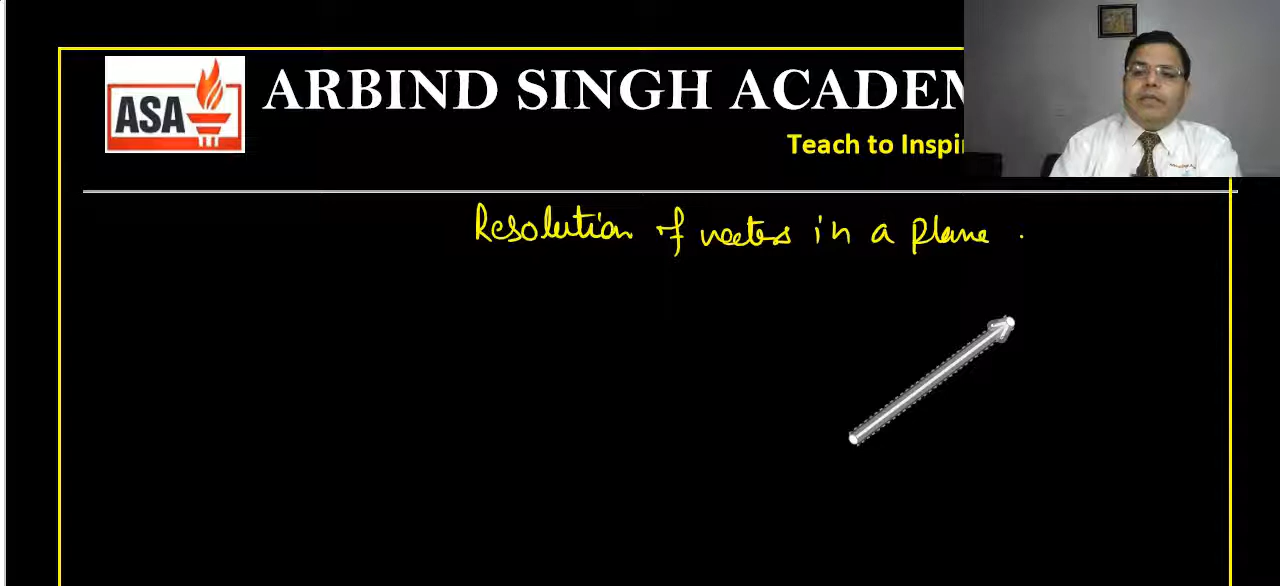 ASA
ARBIND SINGH ACADEM
Teach to Inspi
Resolution of vectors in a plane .